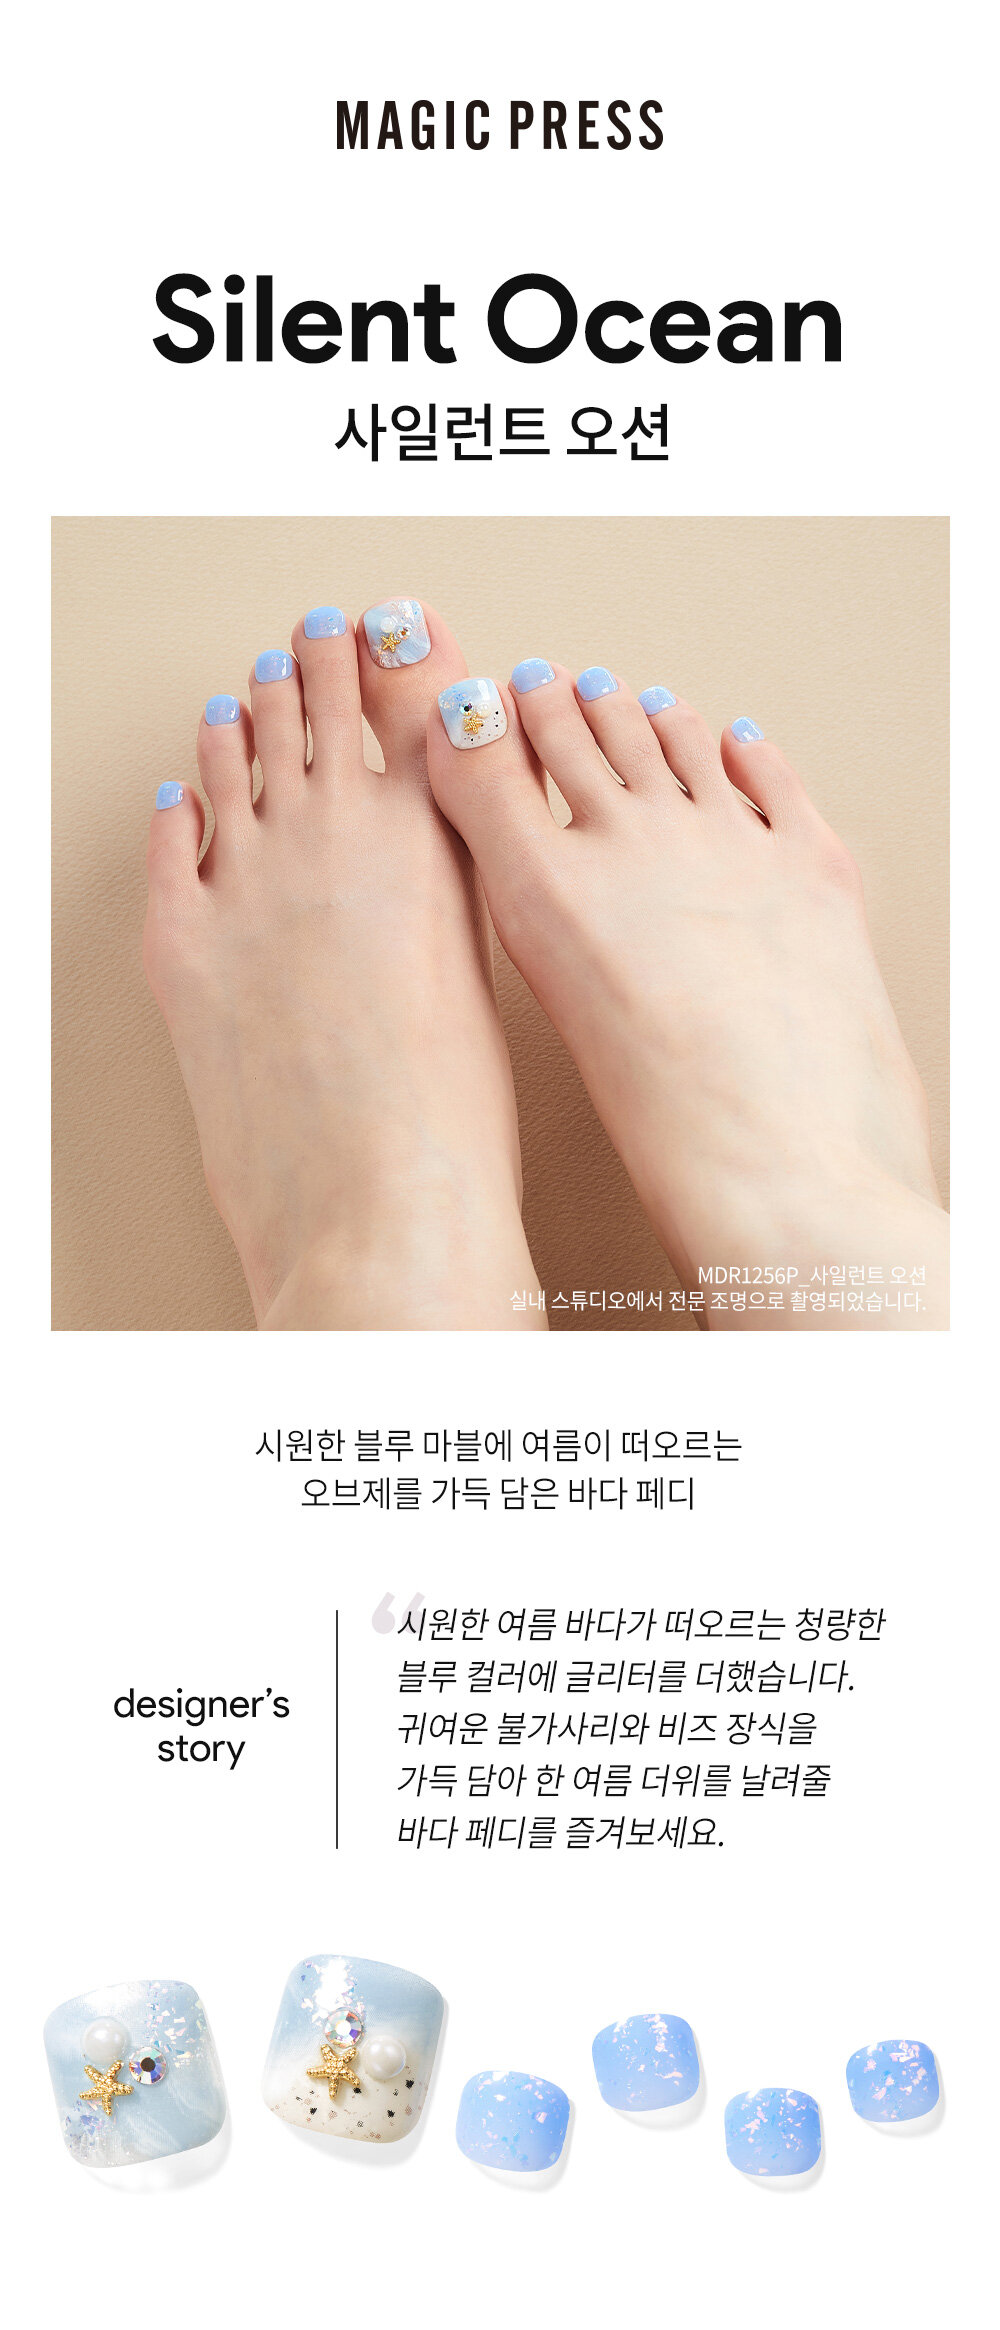 MAGIC PRESS
Silent Ocean
사일런트 오션
MDR1256P_사일런트 오션
실내 스튜디오에서 전문 조명으로 촬영되었습니다.
시원한 블루 마블에 여름이 떠오르는
오브제를 가득 담은 바다 페디
designer's
story
“시원한 여름 바다가 떠오르는 청량한
블루 컬러에 글리터를 더했습니다.
귀여운 불가사리와 비즈 장식을
가득 담아 한 여름 더위를 날려줄
바다 페디를 즐겨보세요.